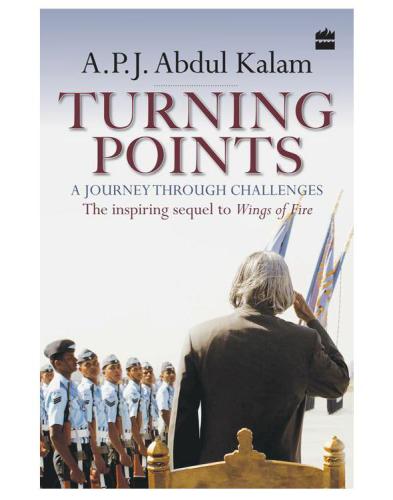 A.P.J. Abdul Kalam
TURNING
POINTS
A JOURNEY THROUGH CHALLENGES
The inspiring sequel to Wings of Fire